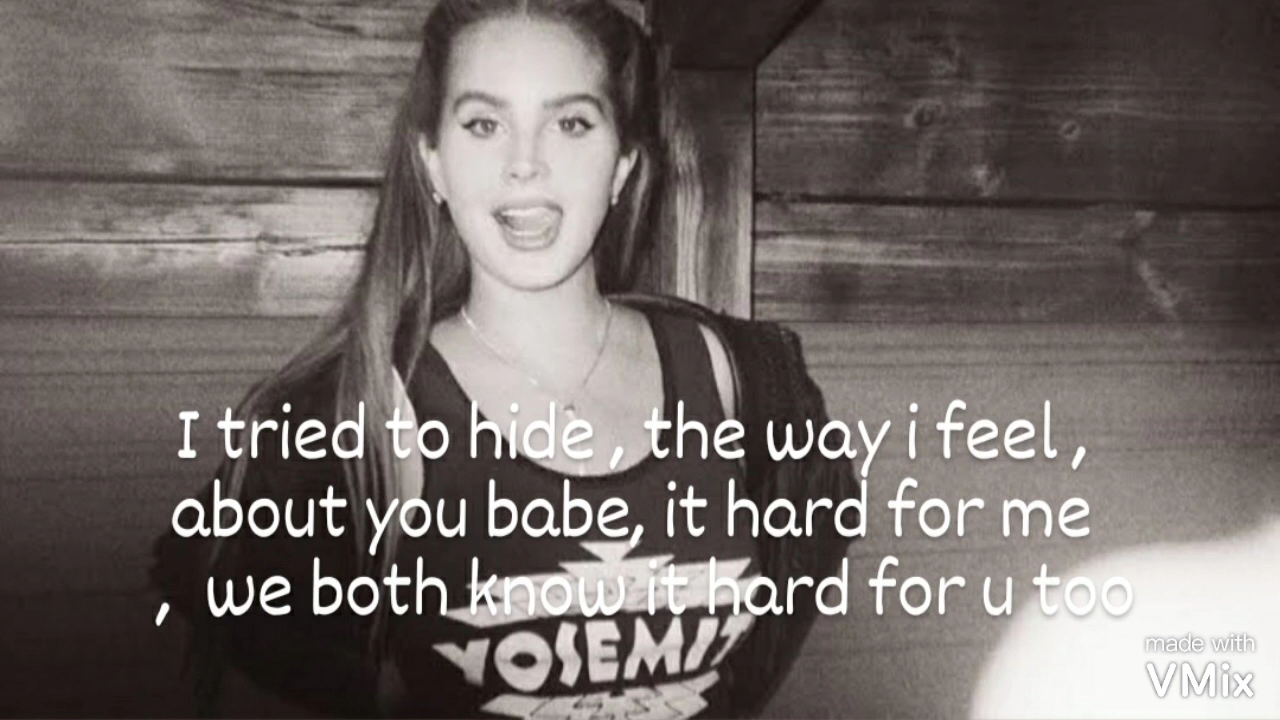 I tried to hide , the way i feel ,
about you babe, it hard for me
, we both know it hard for u too
YOSEMIT
made with
VMix